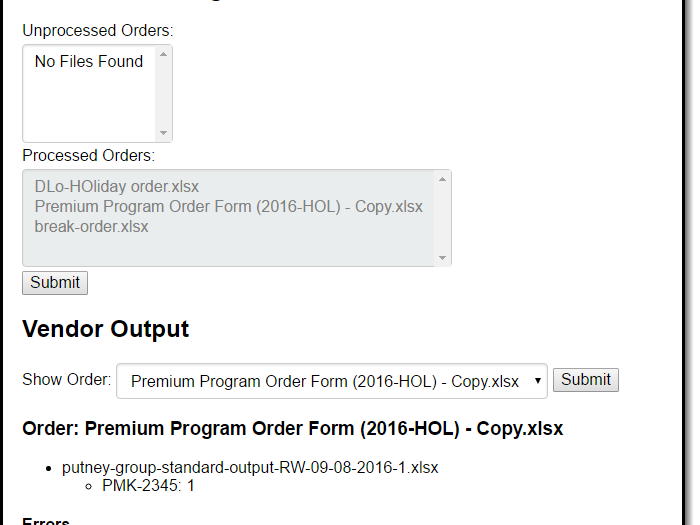 Unprocessed Orders:
No Files Found
Processed Orders:
DLo-HOliday order.xlsx
Premium Program Order Form (2016-HOL) - Copy.xlsx
break-order.xlsx
Submit
Vendor Output
Show Order: Premium Program Order Form (2016-HOL) - Copy.xlsx Submit
Order: Premium Program Order Form (2016-HOL) - Copy.xlsx
putney-group-standard-output-RW-09-08-2016-1.xlsx
PMK-2345: 1
Errors